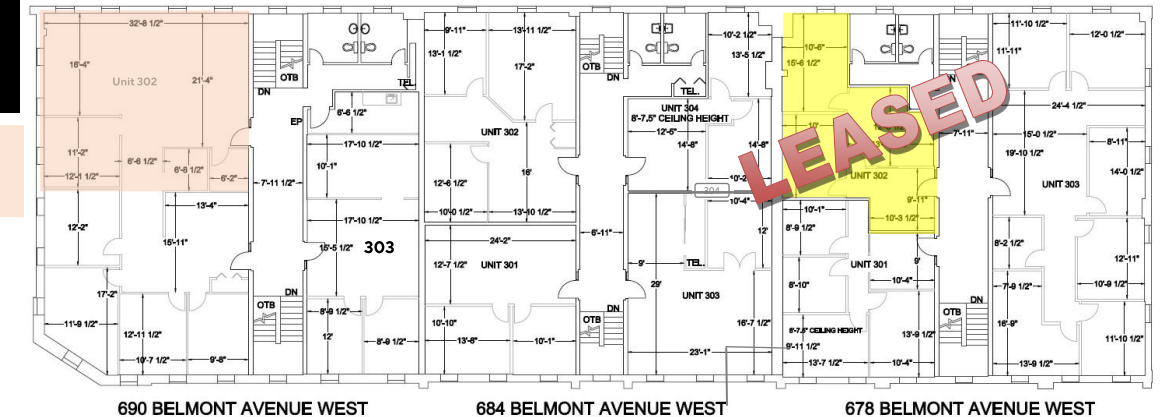 32'-8 1/2"
16'-4"
Unit 302
21'-4"
11'-2"
6'-6 1/2"
6'-8 1/2"
12'-1 1/2"
6'-2"
13'-4"
12'-2"
15'-11"
17'-2"
11'-9 1/2"
12'-11 1/2"
10'-7 1/2"
9'-8"
OTB
DN
EP
7'-11 1/2"
DN
OTB
TEL.
6'-6 1/2"
17'-10 1/2"
10'-1"
17'-10 1/2"
15'-5 1/2"
303
8'-9 1/2"
12'
8'-9 1/2"
9'-11"
13'-11 1/2"
13'-1 1/2"
17'-2"
UNIT 302
12'-6 1/2"
16'
10'-0 1/2"
13'-10 1/2"
24'-2"
12'-7 1/2"
UNIT 301
10'-10"
13'-6"
10'-1"
OTB
DN
6'-11"
DN
OTB
10'-2 1/2"
13'-5 1/2"
TEL.
UNIT 304
8'-7.5" CEILING HEIGHT
12'-5"
14'-8"
14'-8"
10'-2
304
10'-4"
12'
9'
TEL.
29'
UNIT 303
16'-7 1/2"
23'-1"
10'-6"
15'-6 1/2"
10'
LEASED
UNIT 302
9'-11"
10'-3 1/2"
10'-1"
8'-9 1/2"
9'
UNIT 301
8'-10"
10'-4"
8'-7.5" CEILING HEIGHT
9'-11 1/2"
13'-9 1/2"
13'-7 1/2"
10'-4"
7'-11"
DN
OTB
11'-10 1/2"
12'-0 1/2"
11'-11"
24'-4 1/2"
15'-0 1/2"
19'-10 1/2"
8'-11"
14'-0 1/2"
UNIT 303
8'-2 1/2"
12'-11"
7'-9 1/2"
10'-9 1/2"
16'-9"
11'-10 1/2"
13'-9 1/2"
690 BELMONT AVENUE WEST
684 BELMONT AVENUE WEST
678 BELMONT AVENUE WEST